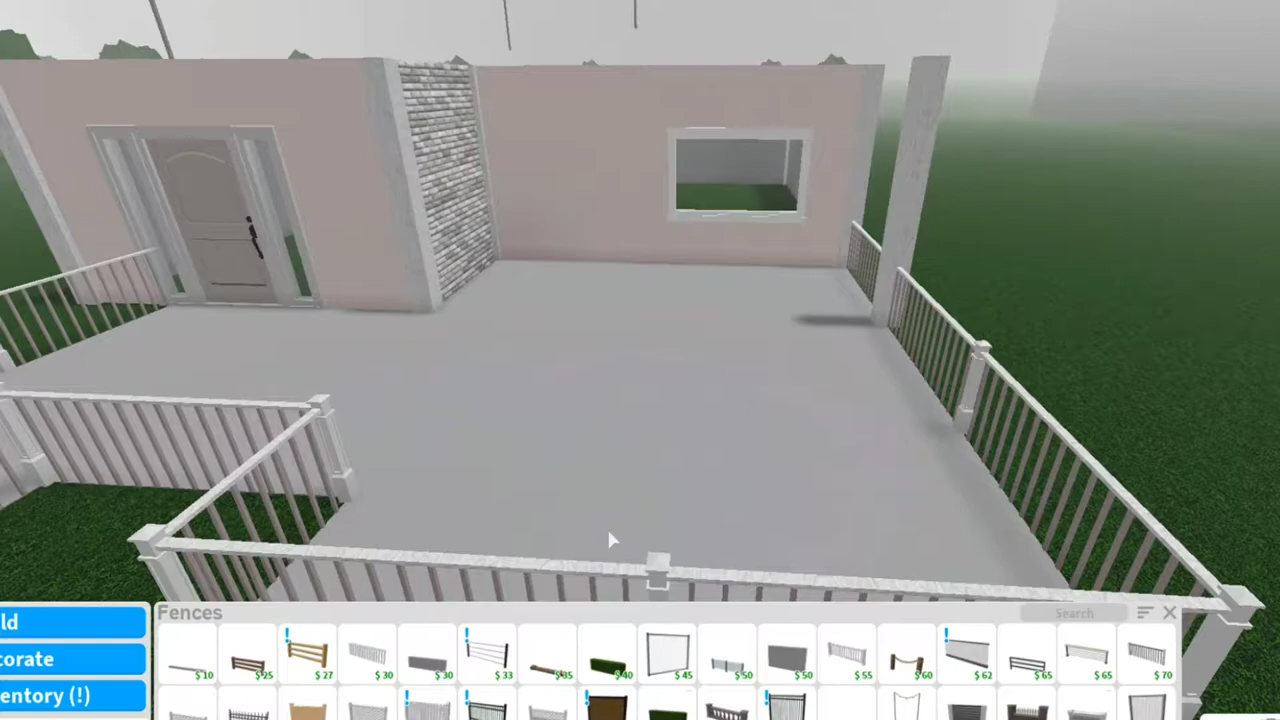 ld
corate
entory (!)
Fences
Search
$10 $25 $27 $30 $30 $33 $35 $40 $45 $50 $50 $55 $60 $62 $65 $65 $70